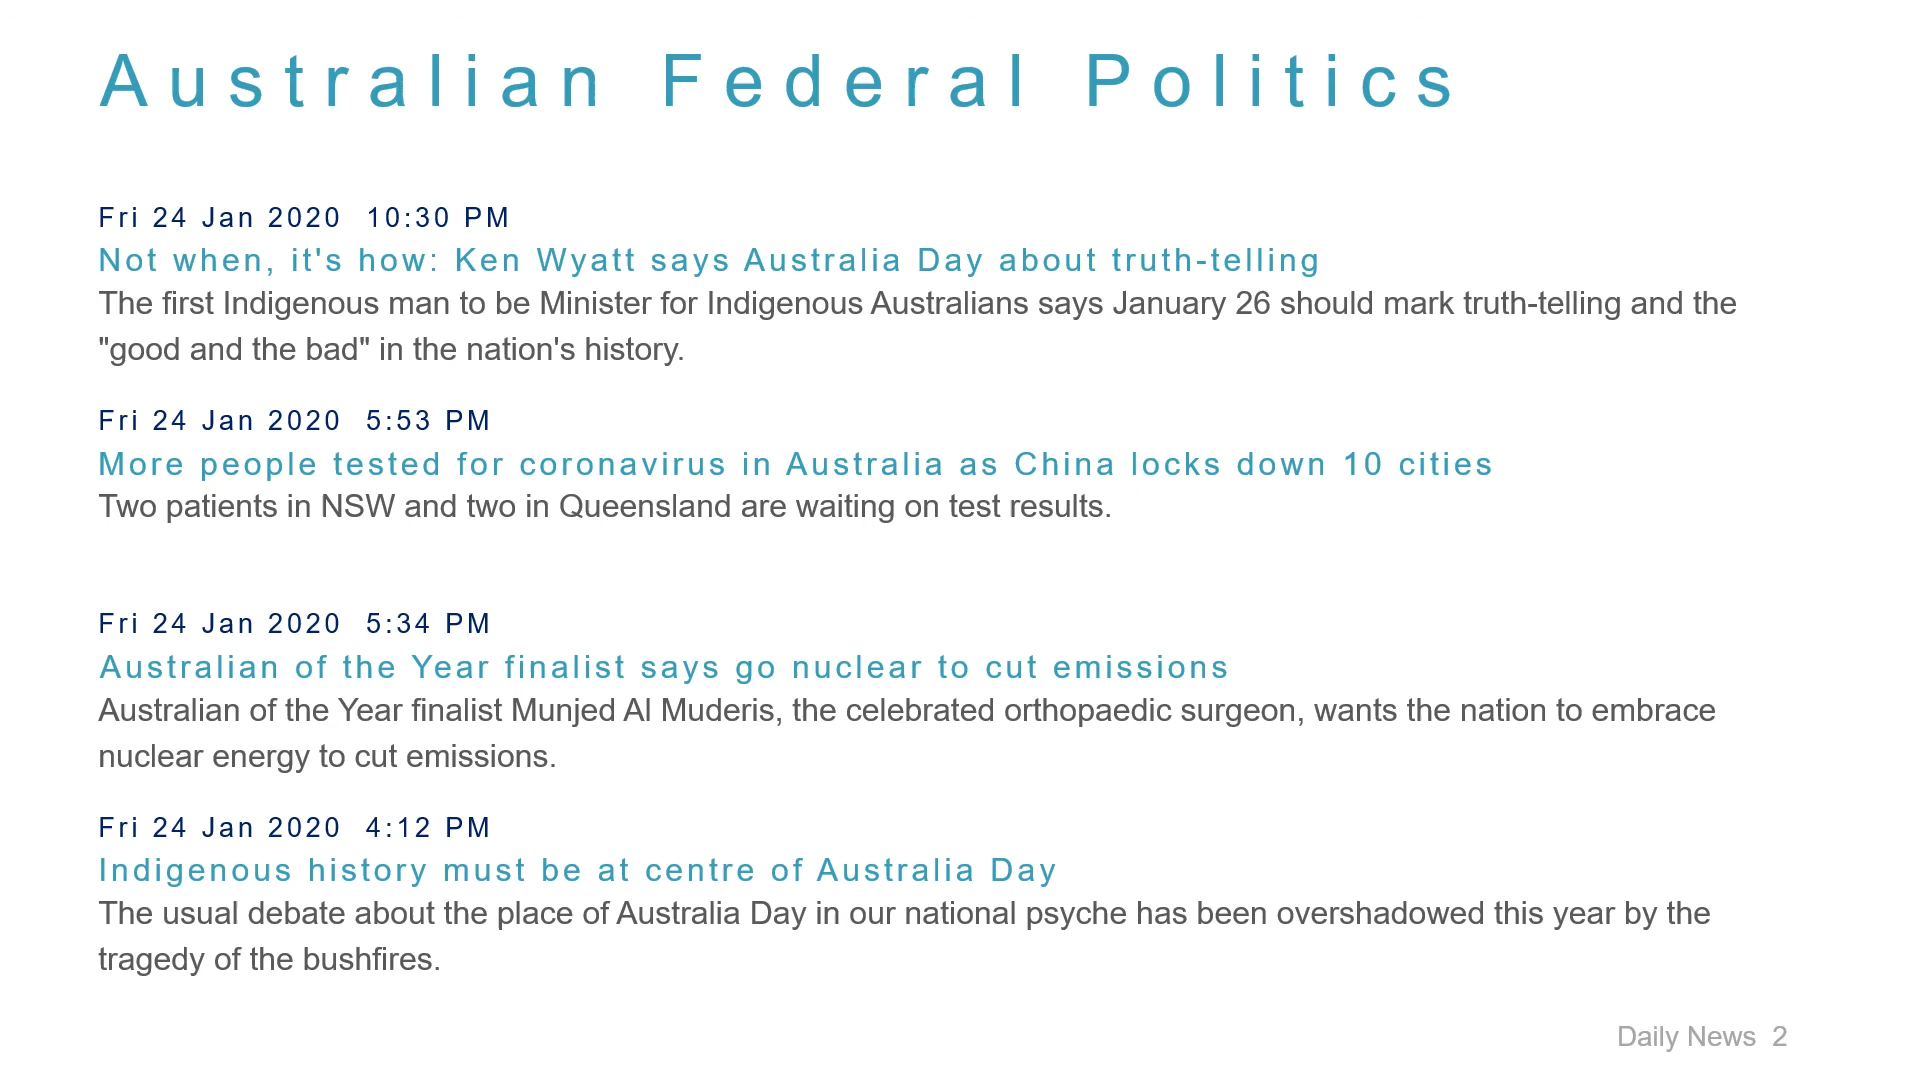 Australian Federal Politics
Fri 24 Jan 2020  10:30 PM
Not when, it's how: Ken Wyatt says Australia Day about truth-telling
The first Indigenous man to be Minister for Indigenous Australians says January 26 should mark truth-telling and the
"good and the bad" in the nation's history.
Fri 24 Jan 2020  5:53 PM
More people tested for coronavirus in Australia as China locks down 10 cities
Two patients in NSW and two in Queensland are waiting on test results.
Fri 24 Jan 2020  5:34 PM
Australian of the Year finalist says go nuclear to cut emissions
Australian of the Year finalist Munjed Al Muderis, the celebrated orthopaedic surgeon, wants the nation to embrace
nuclear energy to cut emissions.
Fri 24 Jan 2020  4:12 PM
Indigenous history must be at centre of Australia Day
The usual debate about the place of Australia Day in our national psyche has been overshadowed this year by the
tragedy of the bushfires.
Daily News  2